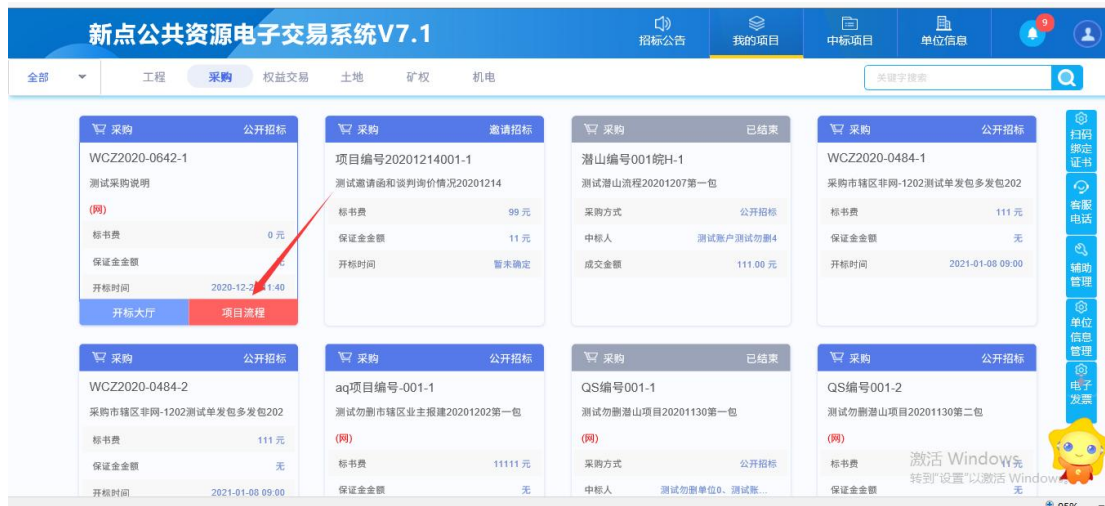 新点公共资源电子交易系统V7.1
招标公告
我的项目
中标项目
单位信息
9
全部
工程
采购
权益交易
土地
矿权
机电
关键字搜索
采购 公开招标
WCZ2020-0642-1
测试采购说明
(网)
标书费 0 元
保证金金额
开标时间
开标大厅
项目流程
采购 邀请招标
项目编号20201214001-1
测试邀请函和谈判询价情况20201214
标书费 99 元
保证金金额 11 元
开标时间 暂未确定
采购 已结束
潜山编号001皖H-1
测试潜山流程20201207第一包
采购方式 公开招标
中标人 测试账户测试勿删4
成交金额 111.00 元
采购 公开招标
WCZ2020-0484-1
采购市辖区非网-1202测试单发包多发包202
标书费 111 元
保证金金额 无
开标时间 2021-01-08 09:00
采购 公开招标
WCZ2020-0484-2
采购市辖区非网-1202测试单发包多发包202
标书费 111 元
保证金金额 无
开标时间 2021-01-08 09:00
采购 公开招标
aq项目编号-001-1
测试勿删市辖区业主报建20201202第一包
(网)
标书费 11111 元
保证金金额 无
采购 已结束
QS编号001-1
测试勿删潜山项目20201130第一包
(网)
采购方式 公开招标
中标人 测试勿删单位0、测试账...
采购 公开招标
QS编号001-2
测试勿删潜山项目20201130第二包
(网)
标书费 11 元
保证金金额 无
扫码
绑定
证书
客服
电话
辅助
管理
单位
信息
管理
电子
发票
激活 Windows
转到"设置"以激活 Windows
95%